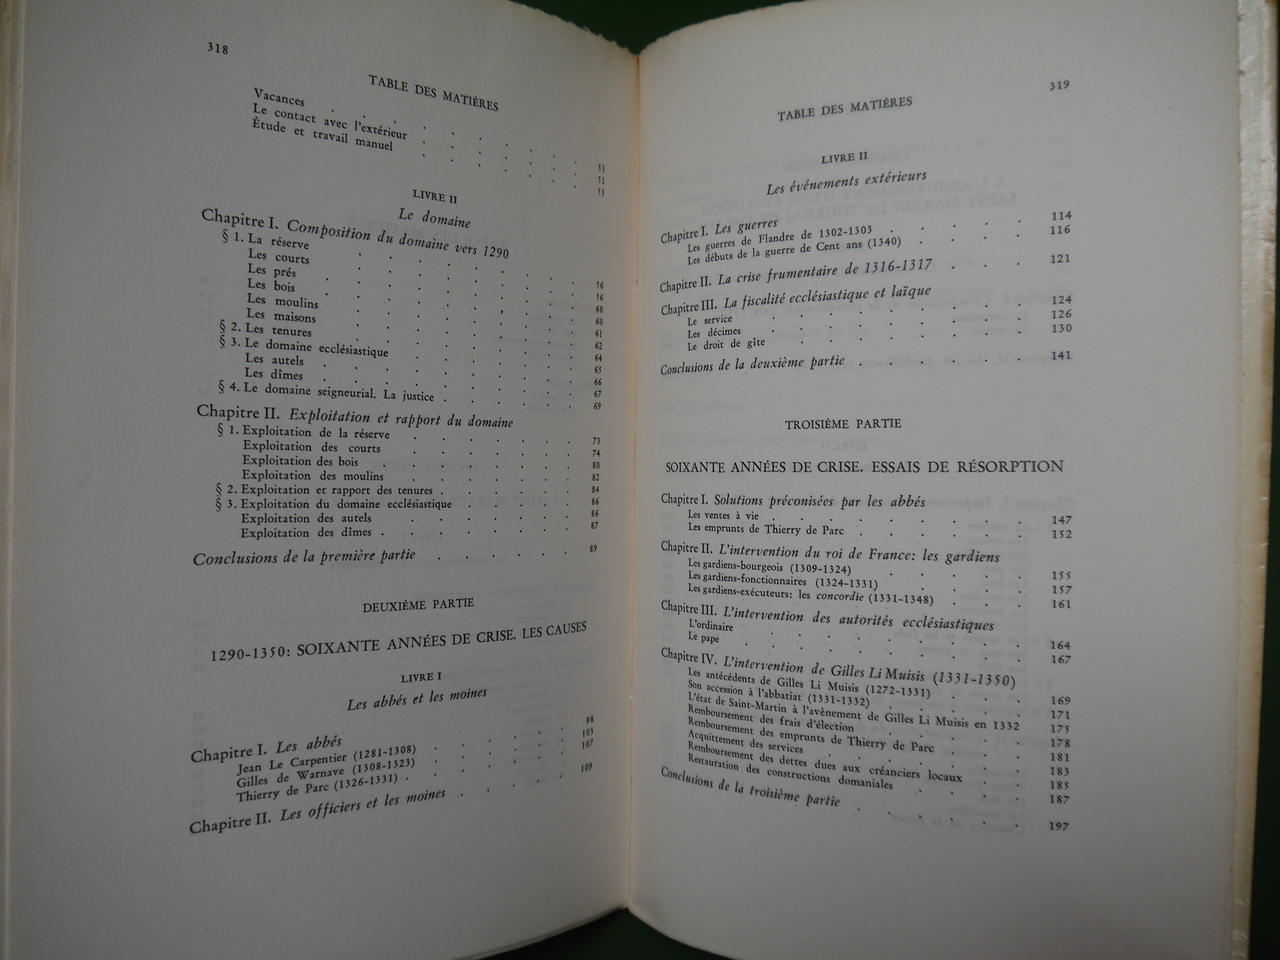 318
TABLE DES MATIÈRES
Vacances . . . . . . 51
Le contact avec l'extérieur . . . . . . 51
Étude et travail manuel . . . . . . 53
LIVRE II
Le domaine
Chapitre I. Composition du domaine vers 1290
§ 1. La réserve . . . . . . 56
Les courts . . . . . . 56
Les prés . . . . . . 60
Les bois . . . . . . 60
Les moulins . . . . . . 61
Les maisons . . . . . . 62
§ 2. Les tenures . . . . . . 64
§ 3. Le domaine ecclésiastique . . . . . . 65
Les autels . . . . . . 66
Les dîmes . . . . . . 67
§ 4. Le domaine seigneurial. La justice . . . . . . 69
Chapitre II. Exploitation et rapport du domaine
§ 1. Exploitation de la réserve . . . . . . 73
Exploitation des courts . . . . . . 74
Exploitation des bois . . . . . . 80
Exploitation des moulins . . . . . . 82
§ 2. Exploitation et rapport des tenures . . . . . . 84
§ 3. Exploitation du domaine ecclésiastique . . . . . . 86
Exploitation des autels . . . . . . 86
Exploitation des dîmes . . . . . . 87
Conclusions de la première partie . . . . . . 89
DEUXIÈME PARTIE
1290-1350: SOIXANTE ANNÉES DE CRISE. LES CAUSES
LIVRE I
Les abbés et les moines
Chapitre I. Les abbés
Jean Le Carpentier (1281-1308) . . . . . . 98
Gilles de Warnave (1308-1323) . . . . . . 103
Thierry de Parc (1326-1331) . . . . . . 107
Chapitre II. Les officiers et les moines . . . . . . 109
319
TABLE DES MATIÈRES
LIVRE II
Les événements extérieurs
Chapitre I. Les guerres
Les guerres de Flandre de 1302-1303 . . . . . . 114
Les débuts de la guerre de Cent ans (1340) . . . . . . 116
Chapitre II. La crise frumentaire de 1316-1317 . . . 121
Chapitre III. La fiscalité ecclésiastique et laïque
Le service . . . . . . 124
Les décimes . . . . . . 126
Le droit de gîte . . . . . . 130
Conclusions de la deuxième partie . . . . . . 141
TROISIÈME PARTIE
SOIXANTE ANNÉES DE CRISE. ESSAIS DE RÉSORPTION
Chapitre I. Solutions préconisées par les abbés
Les ventes à vie . . . . . . 147
Les emprunts de Thierry de Parc . . . . . . 152
Chapitre II. L'intervention du roi de France: les gardiens
Les gardiens-bourgeois (1309-1324) . . . . . . 155
Les gardiens-fonctionnaires (1324-1331) . . . . . . 157
Les gardiens-exécuteurs: les concordie (1331-1348) . . . 161
Chapitre III. L'intervention des autorités ecclésiastiques
L'ordinaire . . . . . . 164
Le pape . . . . . . 167
Chapitre IV. L'intervention de Gilles Li Muisis (1331-1350)
Les antécédents de Gilles Li Muisis (1272-1331) . . . 169
Son accession à l'abbatiat (1331-1332) . . . . 171
L'état de Saint-Martin à l'avènement de Gilles Li Muisis en 1332 175
Remboursement des frais d'élection . . . . . . 178
Remboursement des emprunts de Thierry de Parc . . . 181
Acquittement des services . . . . . . 183
Remboursement des dettes dues aux créanciers locaux . . 185
Restauration des constructions domaniales . . . . 187
Conclusions de la troisième partie . . . . . . 197